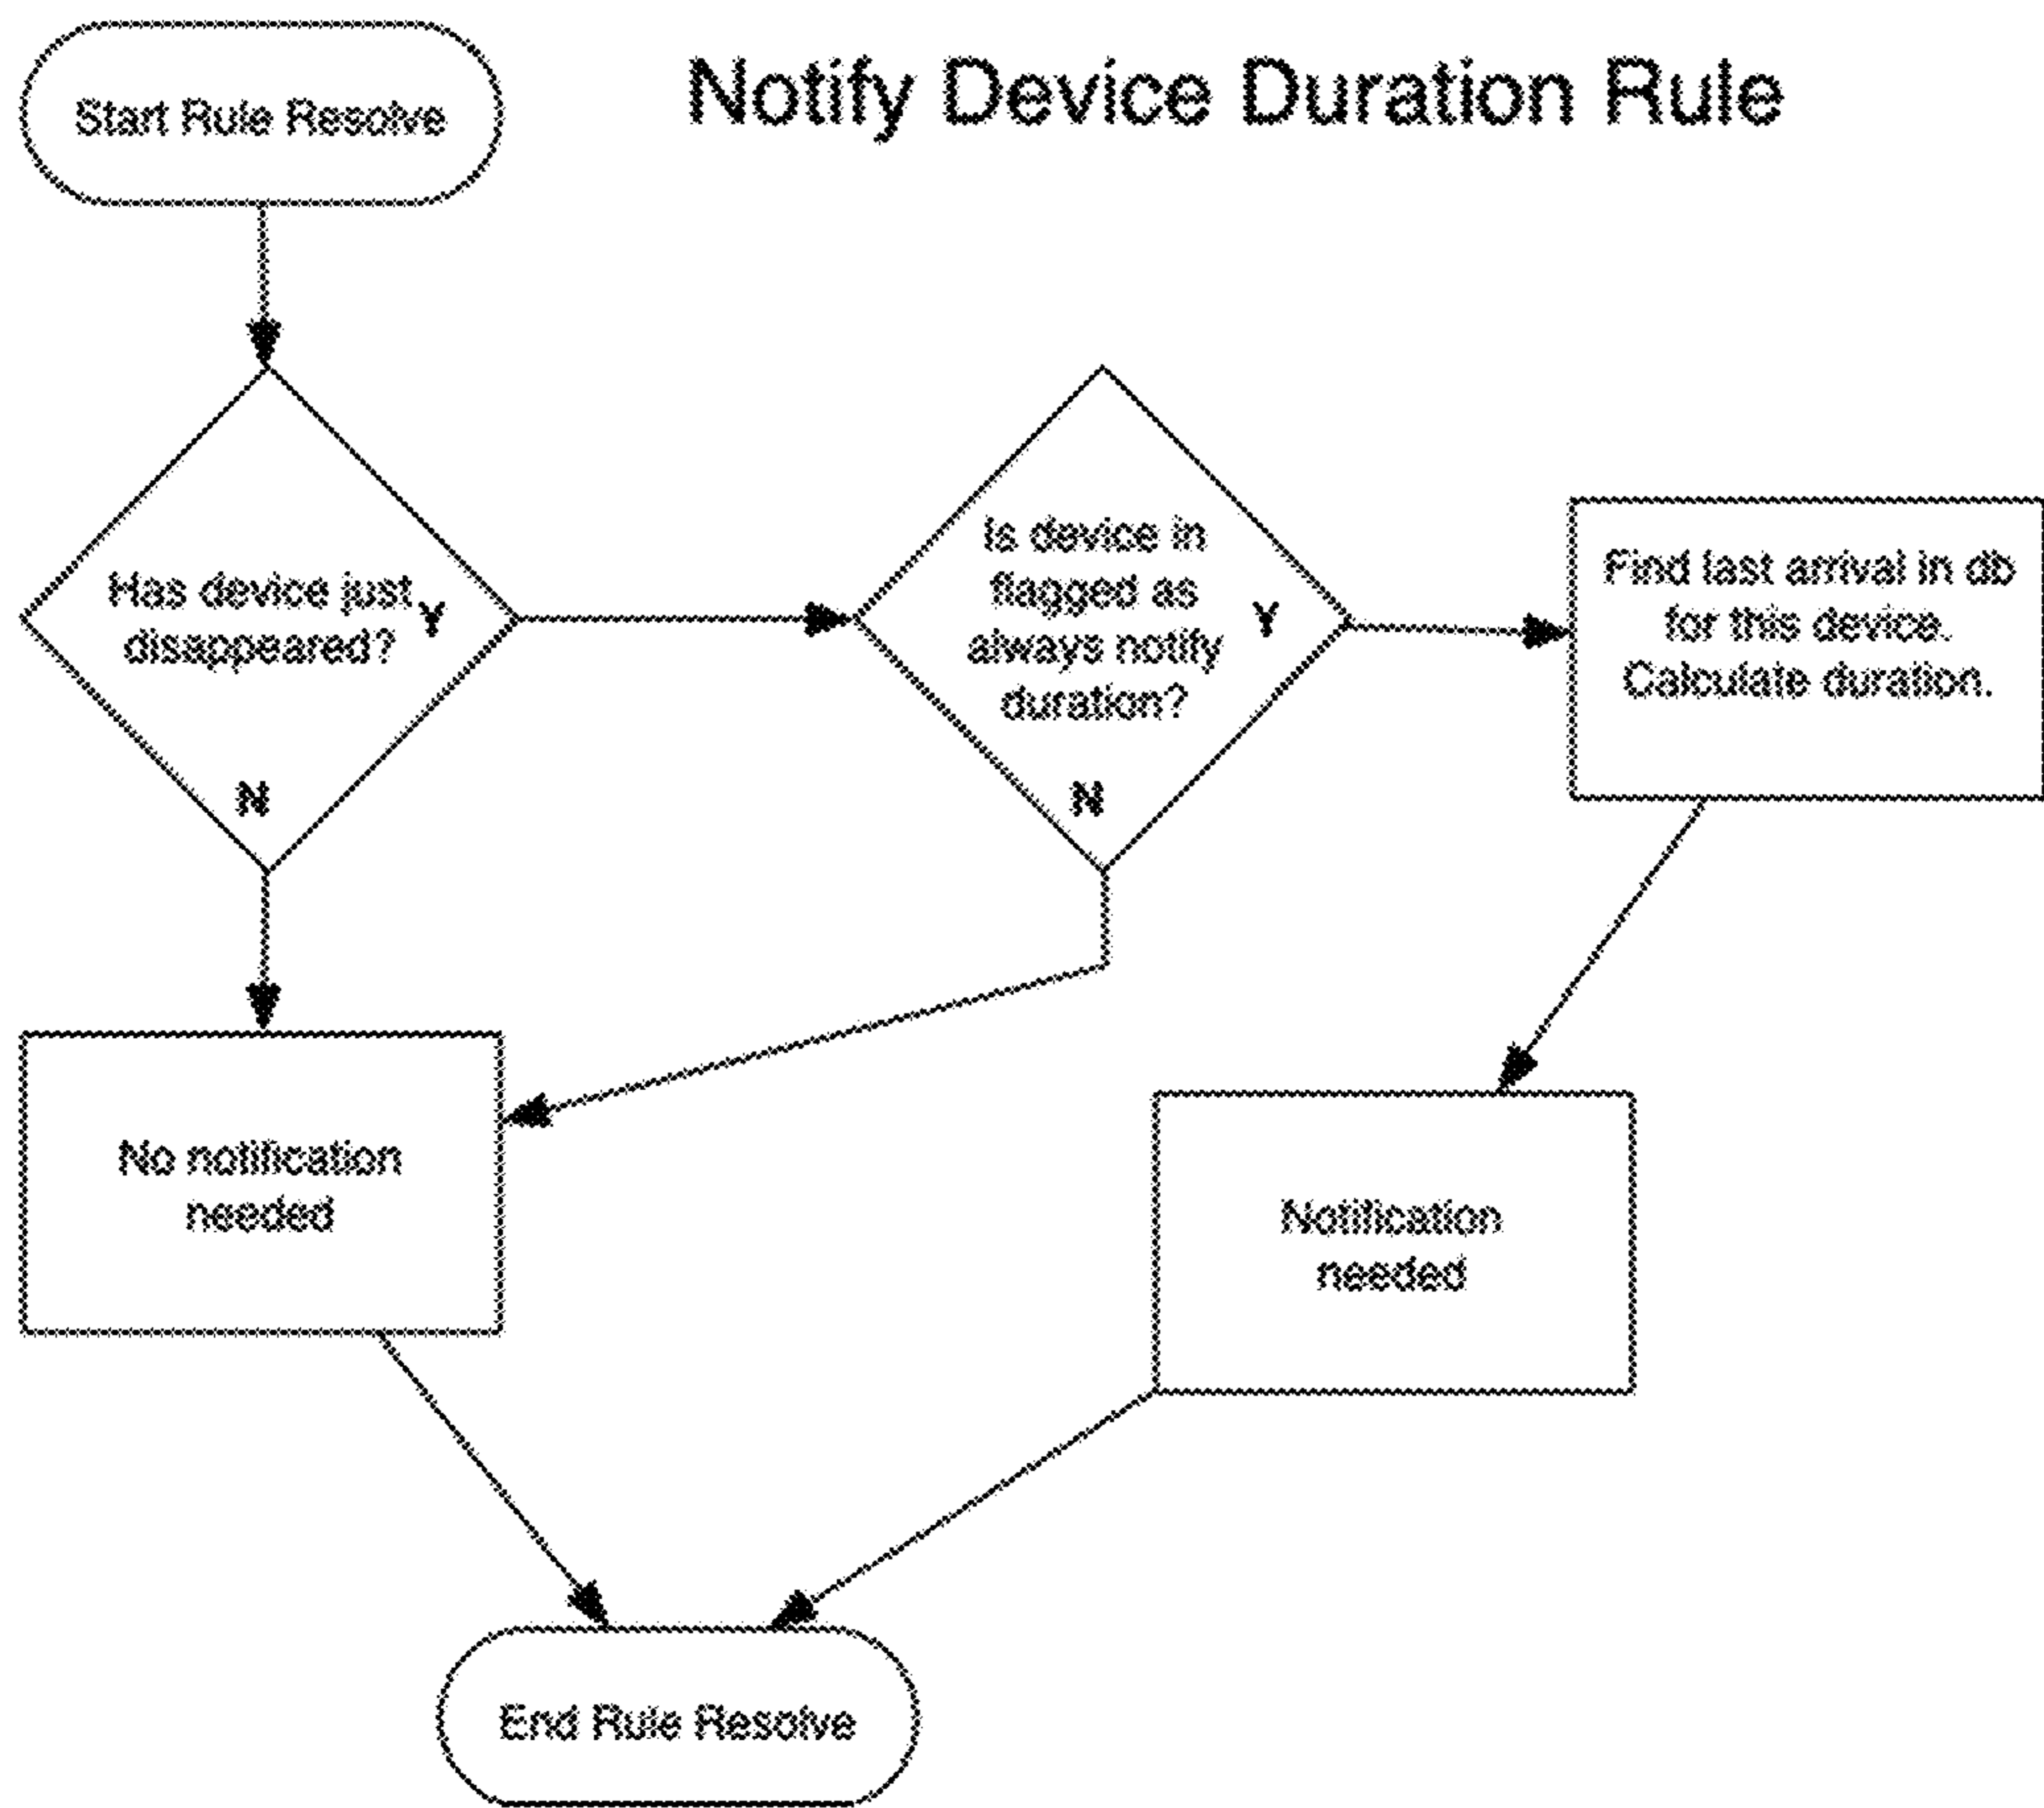 Start Rule Resolve
Notify Device Duration Rule
Has device just
disappeared?
Y
N
Is device in
flagged as
always notify
duration?
Y
N
Find last arrival in db
for this device.
Calculate duration.
No notification
needed
Notification
needed
End Rule Resolve